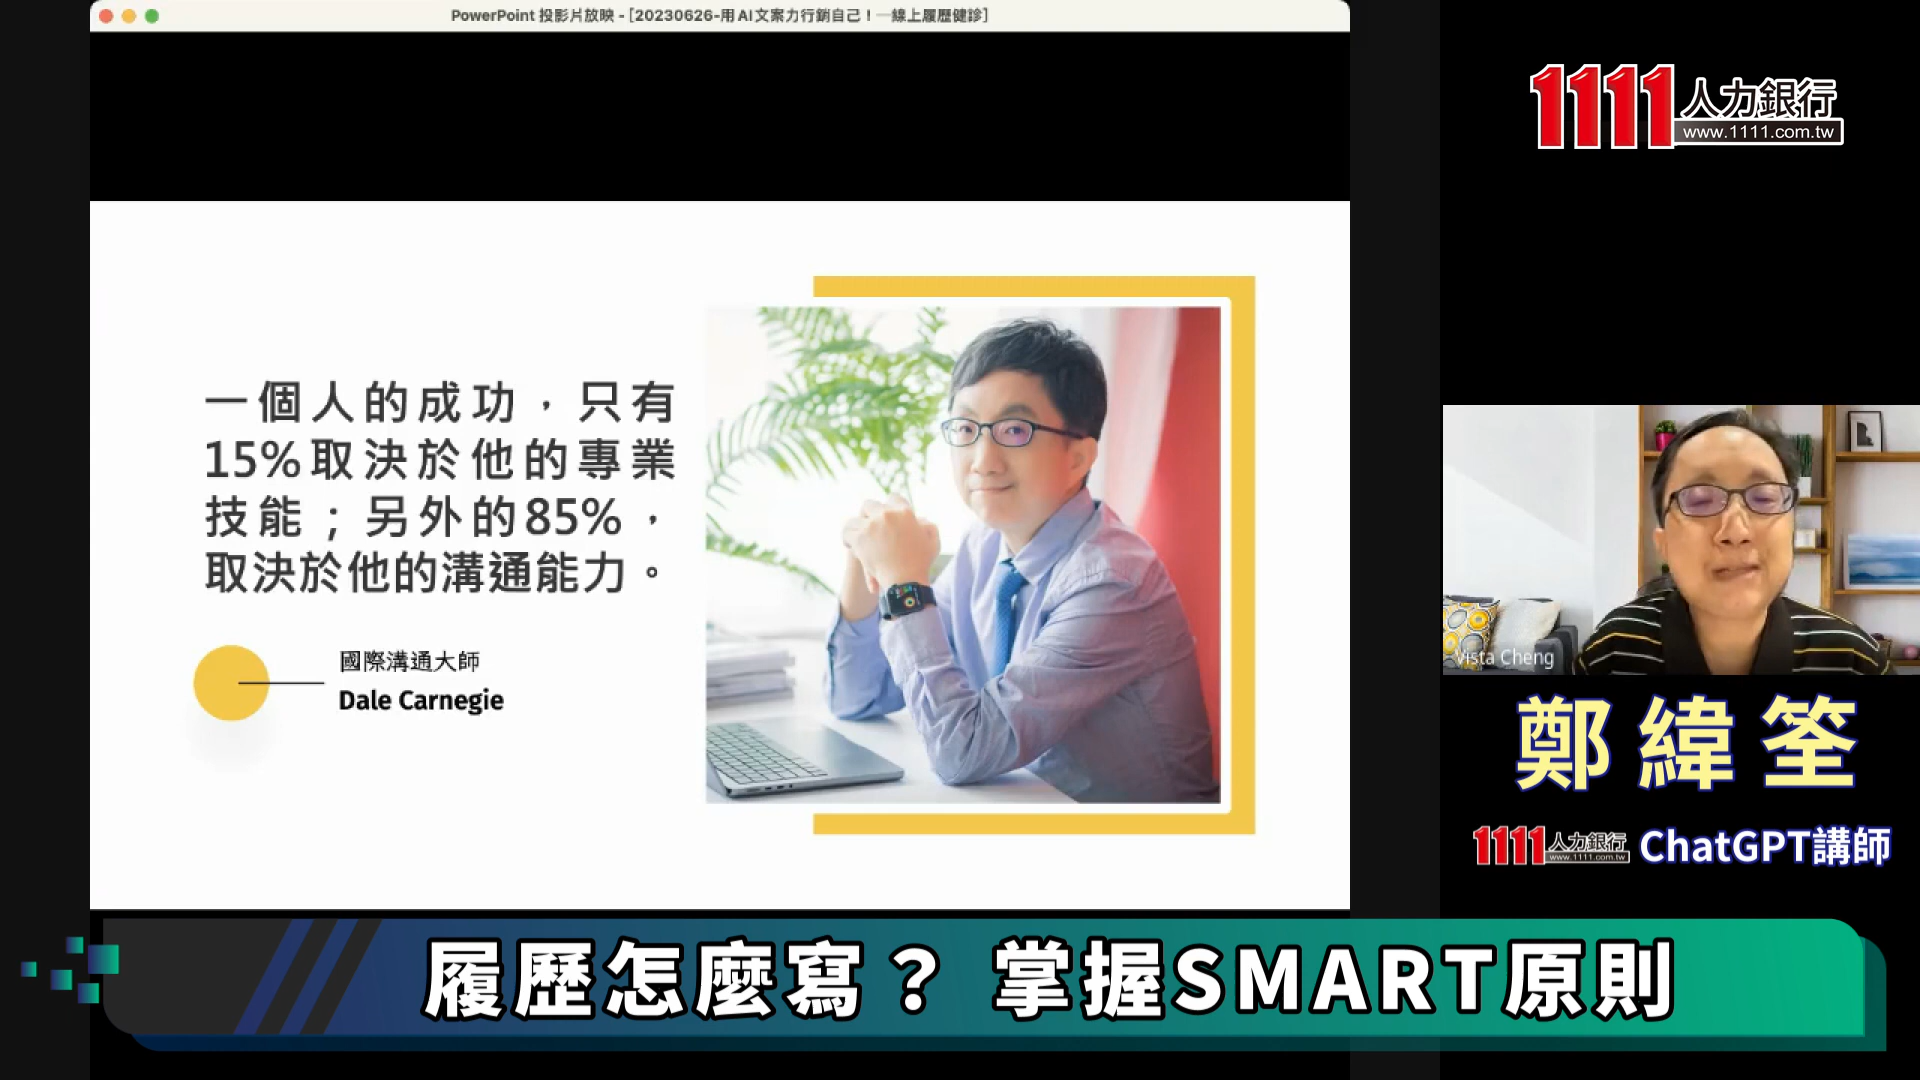 PowerPoint 投影片放映 - [20230626-用AI文案力行銷自己！─線上履歷健診]
1111人力銀行
www.1111.com.tw
一個人的成功，只有
15%取決於他的專業
技能；另外的85%，
取決於他的溝通能力。
國際溝通大師
Dale Carnegie
Vista Cheng
鄭緯筌
1111人力銀行 ChatGPT講師
www.1111.com.tw
履歷怎麼寫？ 掌握SMART原則